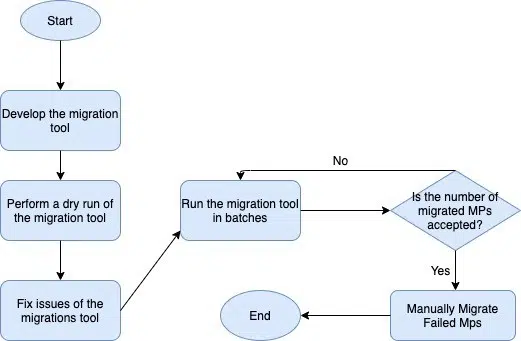 Start
Develop the migration
tool
Perform a dry run of
the migration tool
Fix issues of the
migrations tool
Run the migration tool
in batches
No
Is the number of
migrated MPs
accepted?
Yes
Manually Migrate
Failed Mps
End